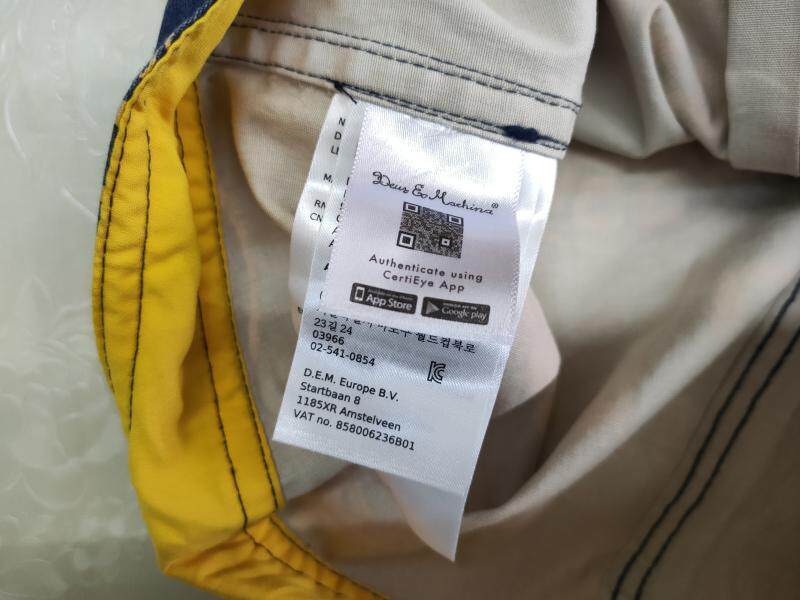 Deus Ex Machina®
Authenticate using
CertiEye App
App Store
Google play
23길 24
03966
02-541-0854
D.E.M. Europe B.V.
Startbaan 8
1185XR Amstelveen
VAT no. 858006236B01